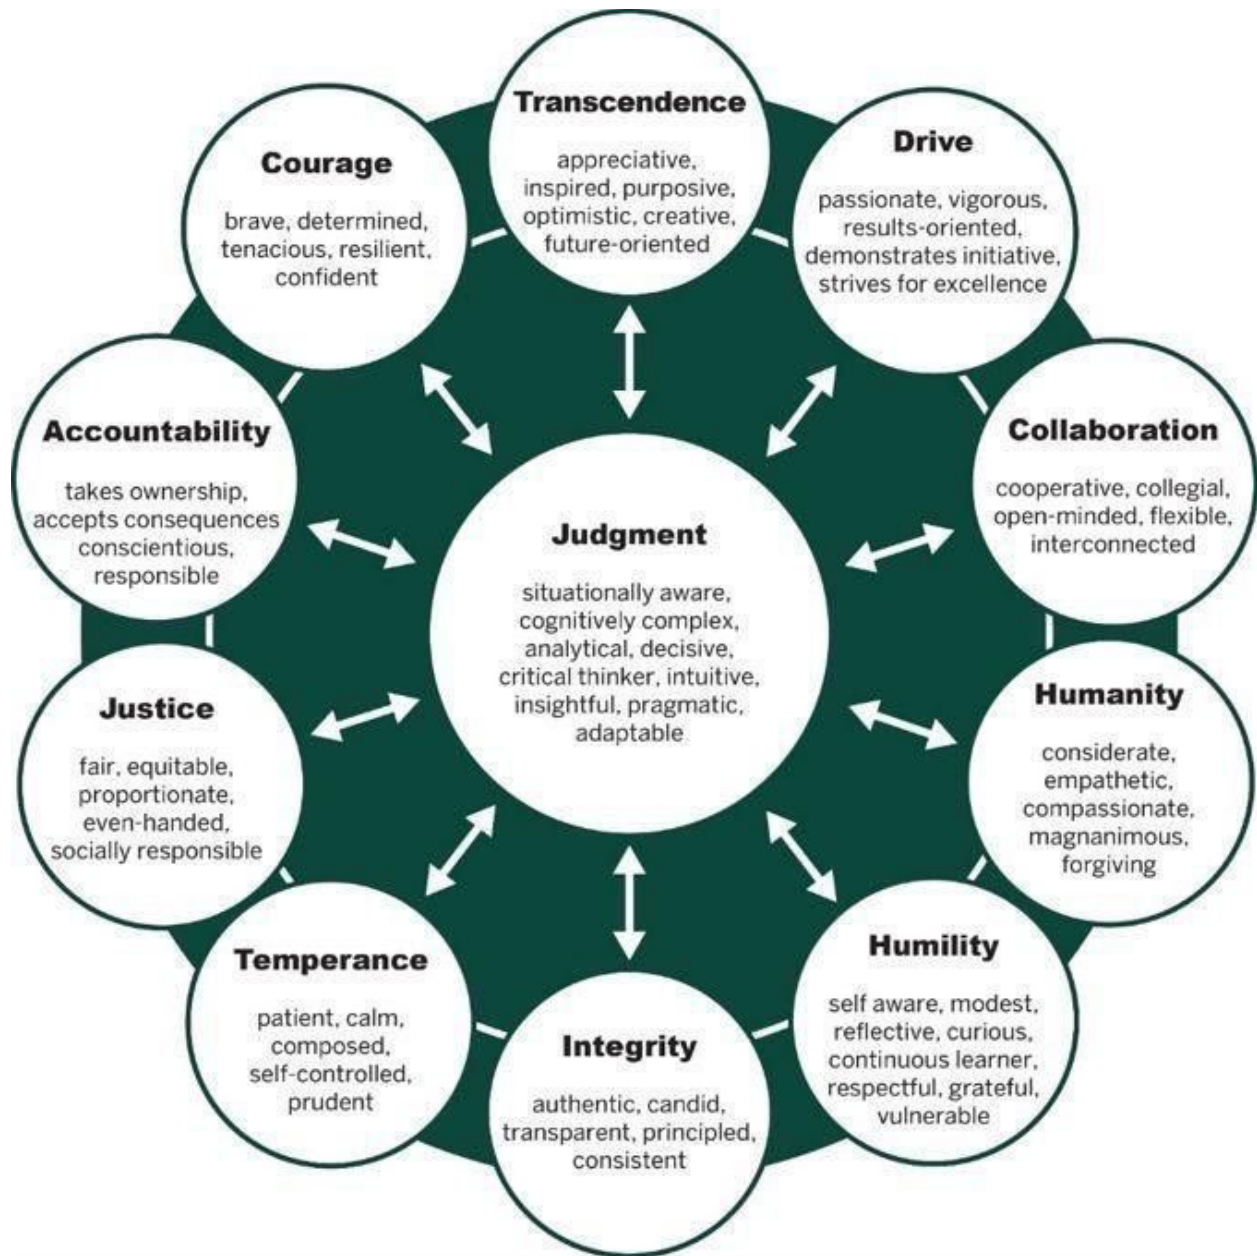 Transcendence
appreciative,
inspired, purposive,
optimistic, creative,
future-oriented
Drive
passionate, vigorous,
results-oriented,
demonstrates initiative,
strives for excellence
Collaboration
cooperative, collegial,
open-minded, flexible,
interconnected
Humanity
considerate,
empathetic,
compassionate,
magnanimous,
forgiving
Humility
self aware, modest,
reflective, curious,
continuous learner,
respectful, grateful,
vulnerable
Integrity
authentic, candid,
transparent, principled,
consistent
Temperance
patient, calm,
composed,
self-controlled,
prudent
Justice
fair, equitable,
proportionate,
even-handed,
socially responsible
Accountability
takes ownership,
accepts consequences
conscientious,
responsible
Courage
brave, determined,
tenacious, resilient,
confident
Judgment
situationally aware,
cognitively complex,
analytical, decisive,
critical thinker, intuitive,
insightful, pragmatic,
adaptable